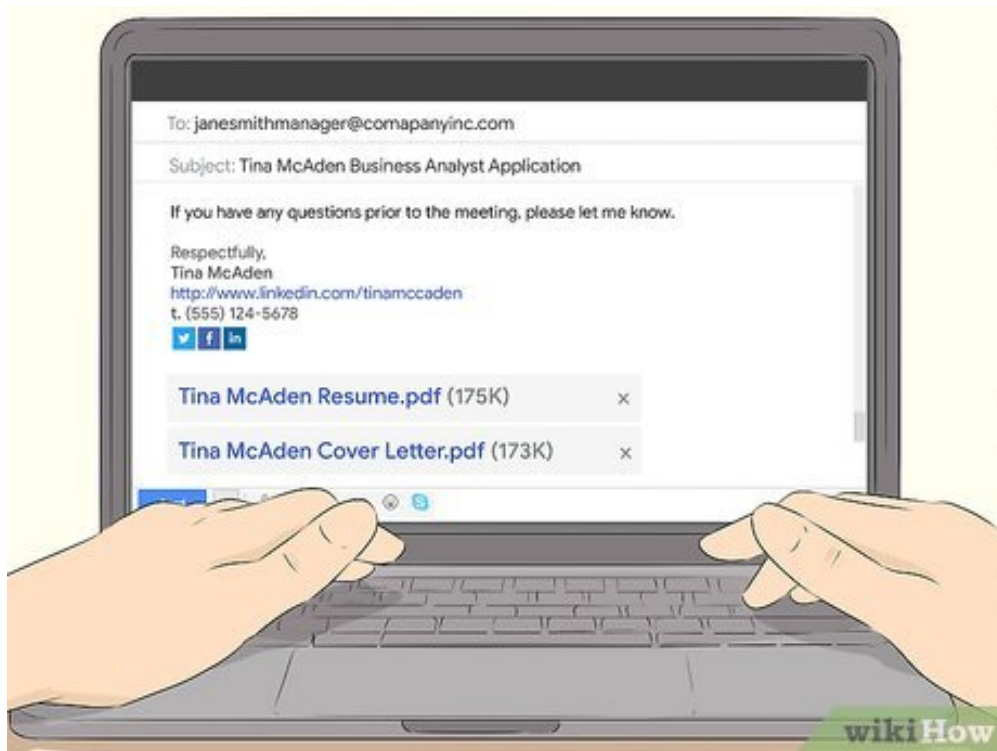 To: janesmithmanager@comapanyinc.com
Subject: Tina McAden Business Analyst Application
If you have any questions prior to the meeting, please let me know.
Respectfully,
Tina McAden
http://www.linkedin.com/tinamccaden
t. (555) 124-5678
f in
Tina McAden Resume.pdf (175K) ×
Tina McAden Cover Letter.pdf (173K) ×
wikiHow